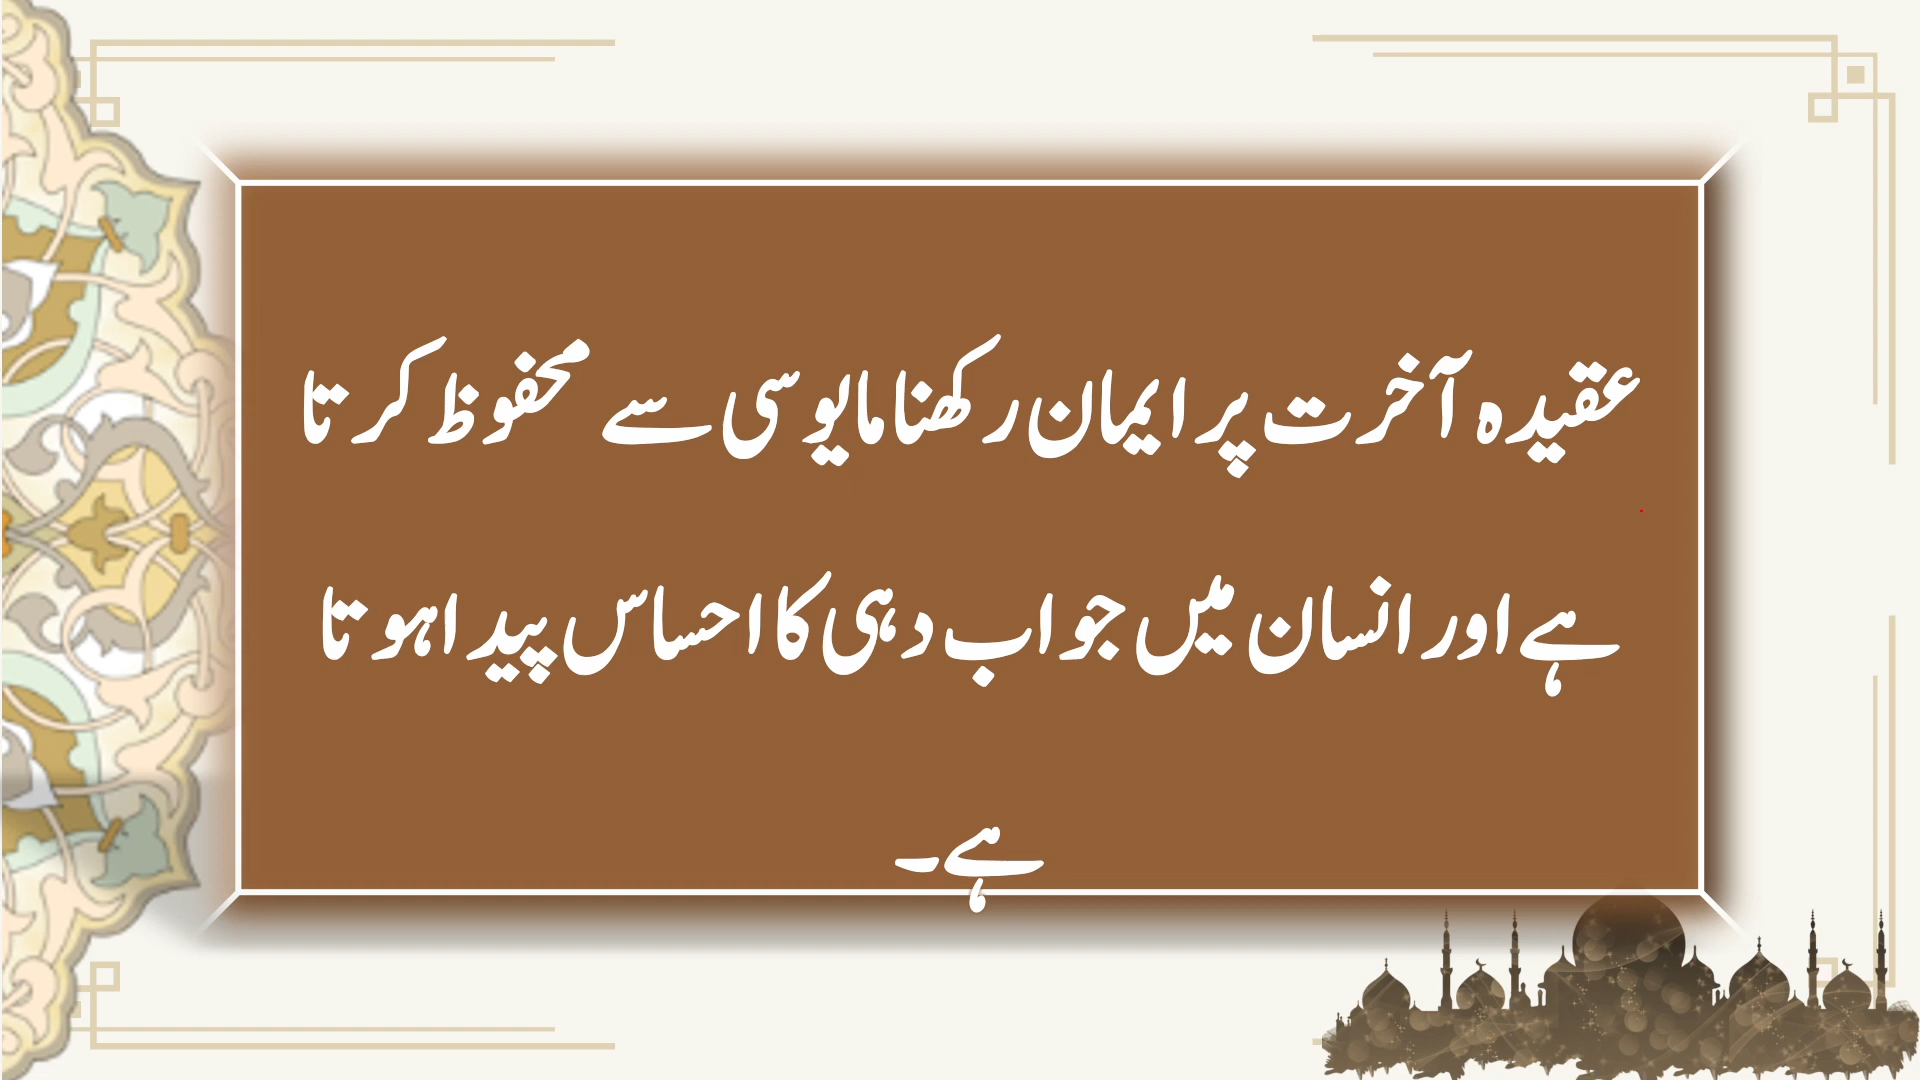 عقیدہ آخرت پر ایمان رکھنا مایوسی سے محفوظ کرتا
ہے اور انسان میں جواب دہی کا احساس پیدا ہوتا
ہے۔